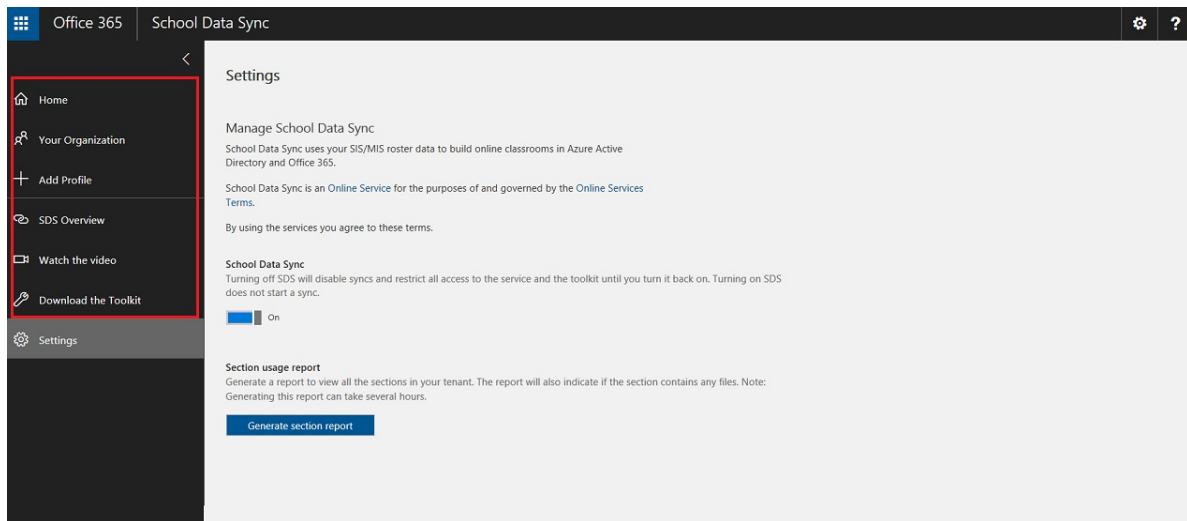 Office 365
School Data Sync
?
Home
Your Organization
Add Profile
SDS Overview
Watch the video
Download the Toolkit
Settings
Settings
Manage School Data Sync
School Data Sync uses your SIS/MIS roster data to build online classrooms in Azure Active
Directory and Office 365.
School Data Sync is an Online Service for the purposes of and governed by the Online Services
Terms.
By using the services you agree to these terms.
School Data Sync
Turning off SDS will disable syncs and restrict all access to the service and the toolkit until you turn it back on. Turning on SDS
does not start a sync.
On
Section usage report
Generate a report to view all the sections in your tenant. The report will also indicate if the section contains any files. Note:
Generating this report can take several hours.
Generate section report